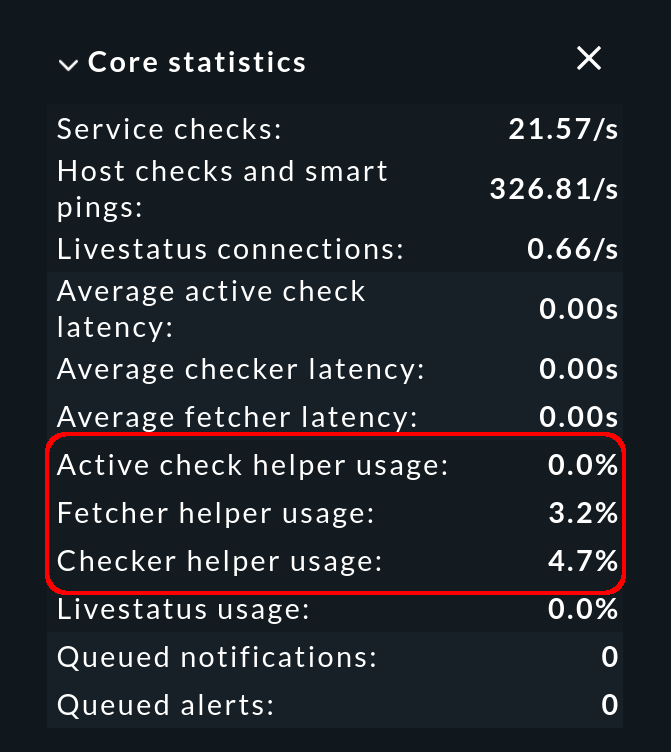 Core statistics
Service checks: 21.57/s
Host checks and smart
pings: 326.81/s
Livestatus connections: 0.66/s
Average active check
latency: 0.00s
Average checker latency: 0.00s
Average fetcher latency: 0.00s
Active check helper usage: 0.0%
Fetcher helper usage: 3.2%
Checker helper usage: 4.7%
Livestatus usage: 0.0%
Queued notifications: 0
Queued alerts: 0